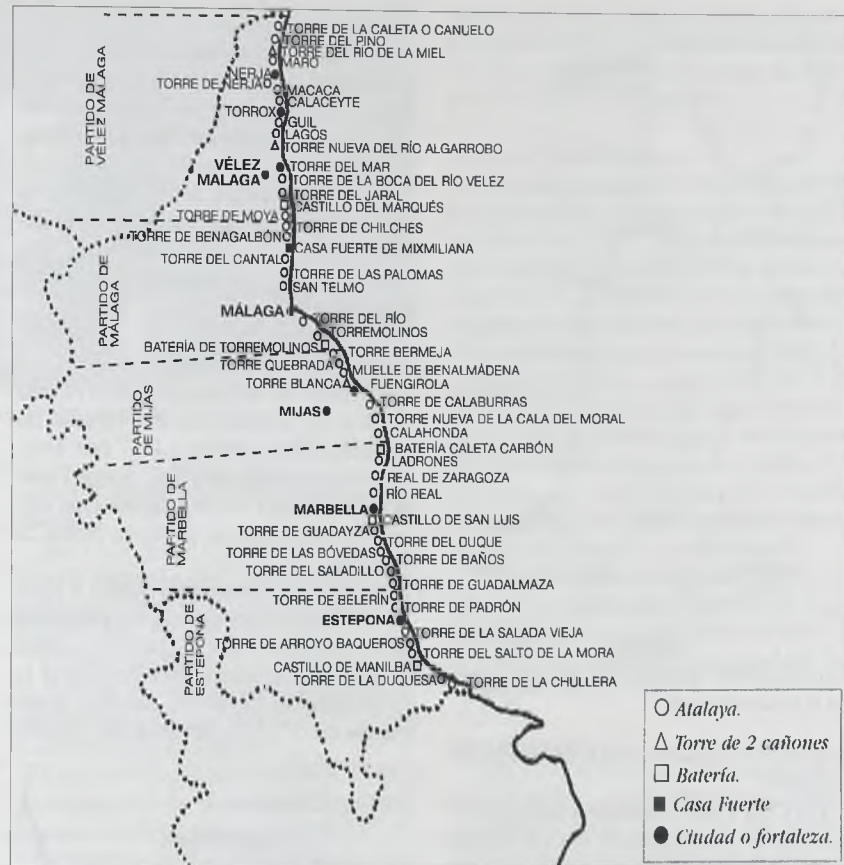 TORRE DE LA CALETA O CANUELO
TORRE DEL PINO
TORRE DEL RIO DE LA MIEL
MARO
NERJA
TORRE DE NERJA
MACACA
CALACEYTE
TORROX
GUIL
LAGOS
TORRE NUEVA DEL RÍO ALGARROBO
PARTIDO DE
VÉLEZ MÁLAGA
VÉLEZ
MALAGA
TORRE DEL MAR
TORRE DE LA BOCA DEL RÍO VELEZ
TORRE DEL JARAL
CASTILLO DEL MARQUÉS
TORRE DE MOYA
TORRE DE CHILCHES
TORRE DE BENAGALBÓN
CASA FUERTE DE MIXMILIANA
TORRE DEL CANTAL
TORRE DE LAS PALOMAS
SAN TELMO
PARTIDO DE
MÁLAGA
MÁLAGA
TORRE DEL RÍO
TORREMOLINOS
BATERÍA DE TORREMOLINOS
TORRE BERMEJA
TORRE QUEBRADA
MUELLE DE BENALMÁDENA
TORRE BLANCA
FUENGIROLA
TORRE DE CALABURRAS
MIJAS
PARTIDO
DE MIJAS
TORRE NUEVA DE LA CALA DEL MORAL
CALAHONDA
BATERÍA CALETA CARBÓN
LADRONES
REAL DE ZARAGOZA
RÍO REAL
PARTIDO DE
MARBELLA
MARBELLA
ASTILLO DE SAN LUIS
TORRE DE GUADAYZA
TORRE DEL DUQUE
TORRE DE LAS BÓVEDAS
TORRE DE BAÑOS
TORRE DEL SALADILLO
TORRE DE GUADALMAZA
TORRE DE BELERÍN
TORRE DE PADRÓN
PARTIDO DE
ESTEPONA
ESTEPONA
TORRE DE LA SALADA VIEJA
TORRE DE ARROYO BAQUEROS
TORRE DEL SALTO DE LA MORA
CASTILLO DE MANILBA
TORRE DE LA DUQUESA
TORRE DE LA CHULLERA
Atalaya.
Torre de 2 cañones
Batería.
Casa Fuerte
Ciudad o fortaleza.